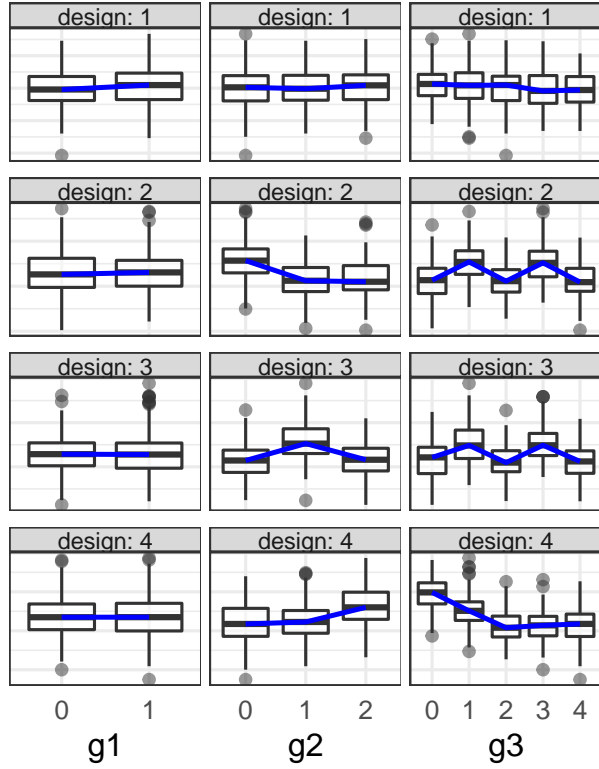 design: 1 design: 1 design: 1
design: 2 design: 2 design: 2
design: 3 design: 3 design: 3
design: 4 design: 4 design: 4
0 1 0 1 2 0 1 2 3 4
g1 g2 g3